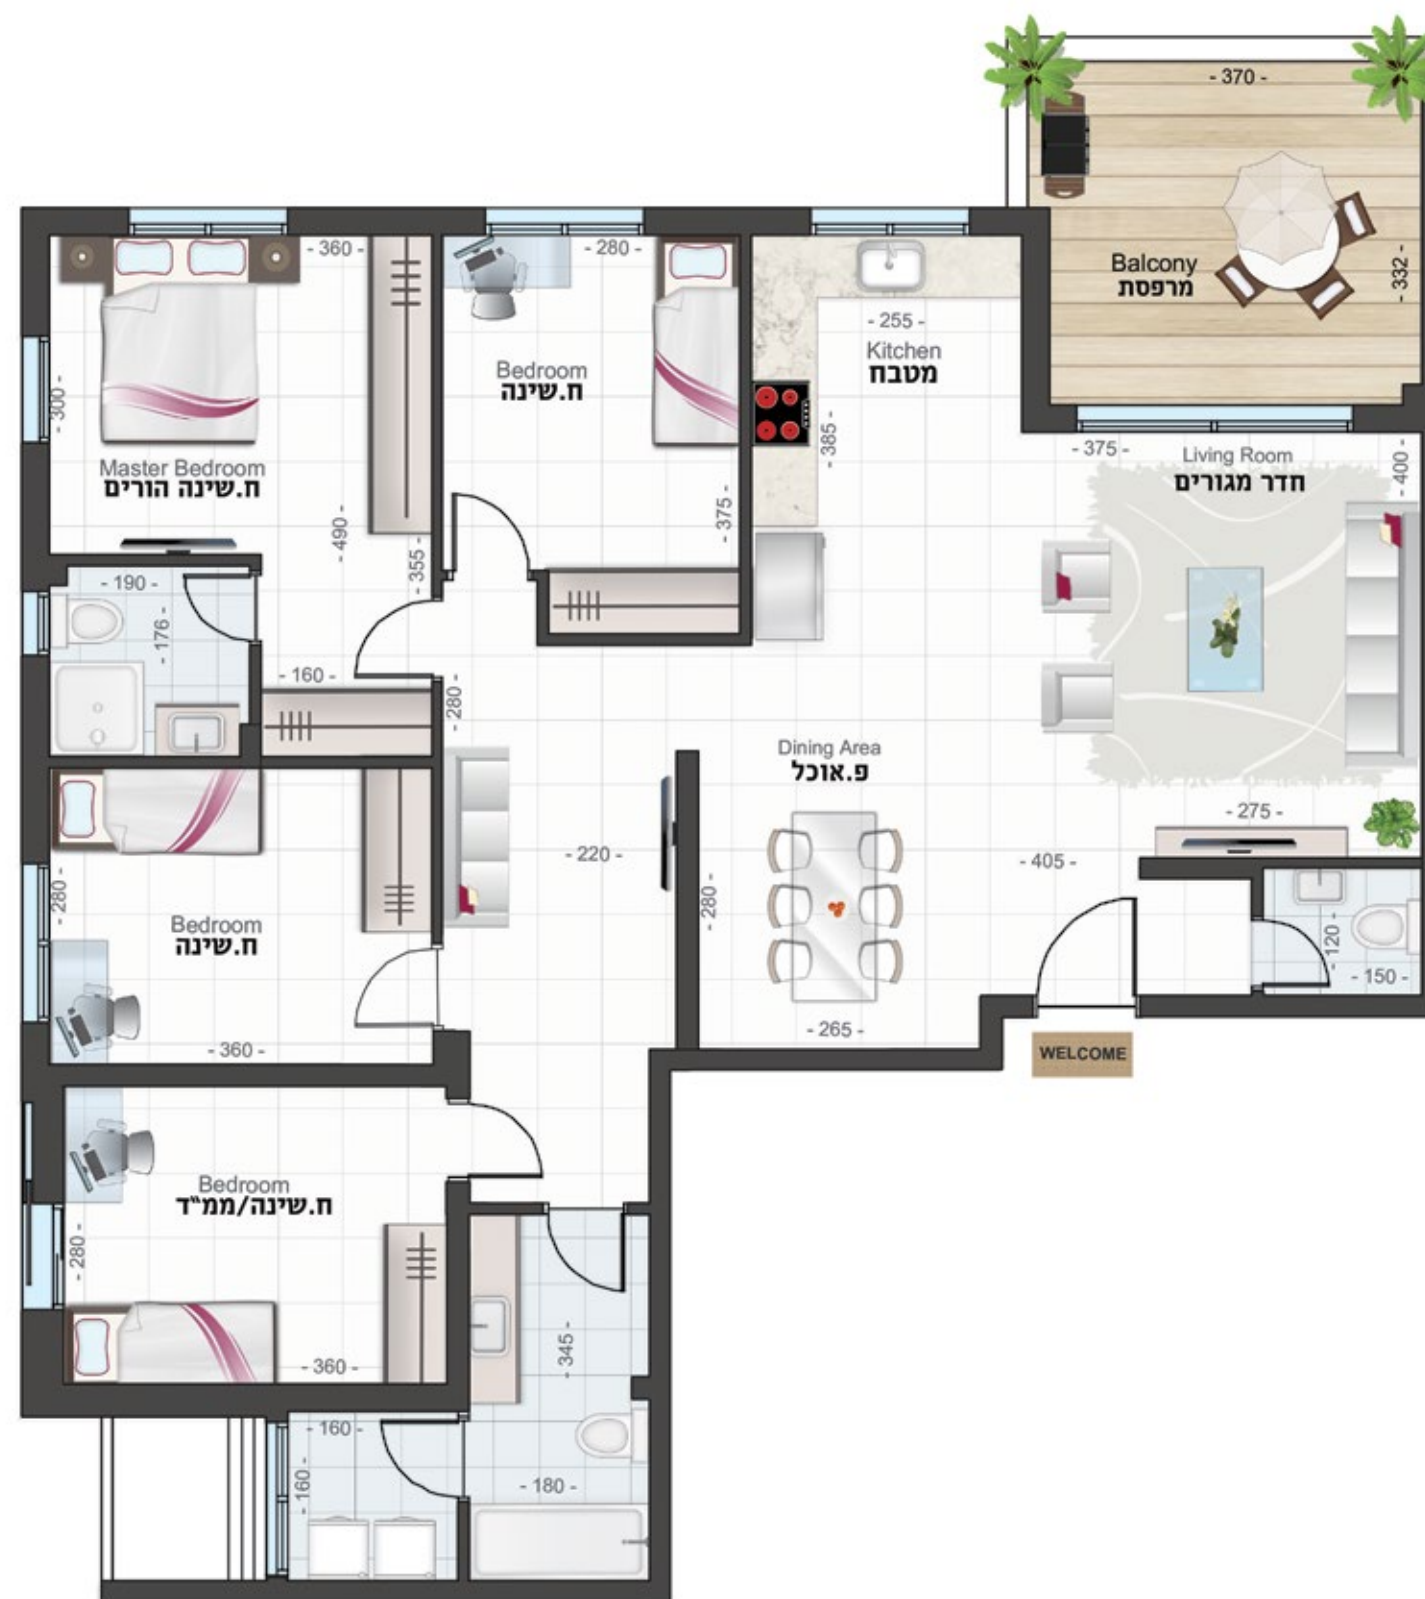 - 370 -
Balcony
מרפסת
- 332 -
- 360 -
- 280 -
- 255 -
Kitchen
מטבח
- 385 -
Bedroom
ח.שינה
- 375 -
- 300 -
Master Bedroom
ח.שינה הורים
- 490 -
- 355 -
- 375 -
Living Room
חדר מגורים
- 400 -
- 190 -
- 176 -
- 160 -
- 280 -
Dining Area
פ.אוכל
- 275 -
- 220 -
- 405 -
- 280 -
Bedroom
ח.שינה
- 280 -
- 360 -
- 265 -
- 120 -
- 150 -
WELCOME
Bedroom
ח.שינה/ממ"ד
- 280 -
- 360 -
- 345 -
- 160 -
- 160 -
- 180 -